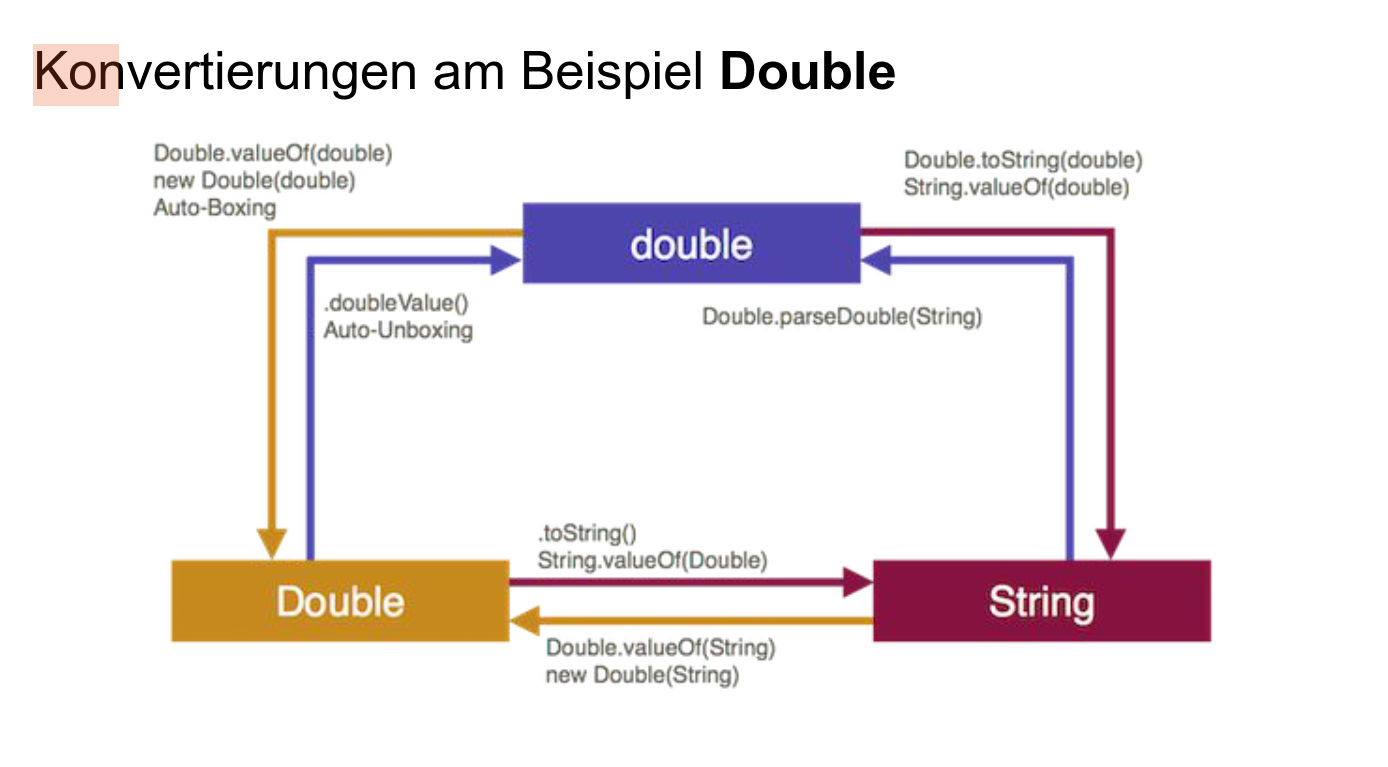 Konvertierungen am Beispiel Double
Double.valueOf(double)
new Double(double)
Auto-Boxing
Double.toString(double)
String.valueOf(double)
double
.doubleValue()
Auto-Unboxing
Double.parseDouble(String)
.toString()
String.valueOf(Double)
Double
String
Double.valueOf(String)
new Double(String)